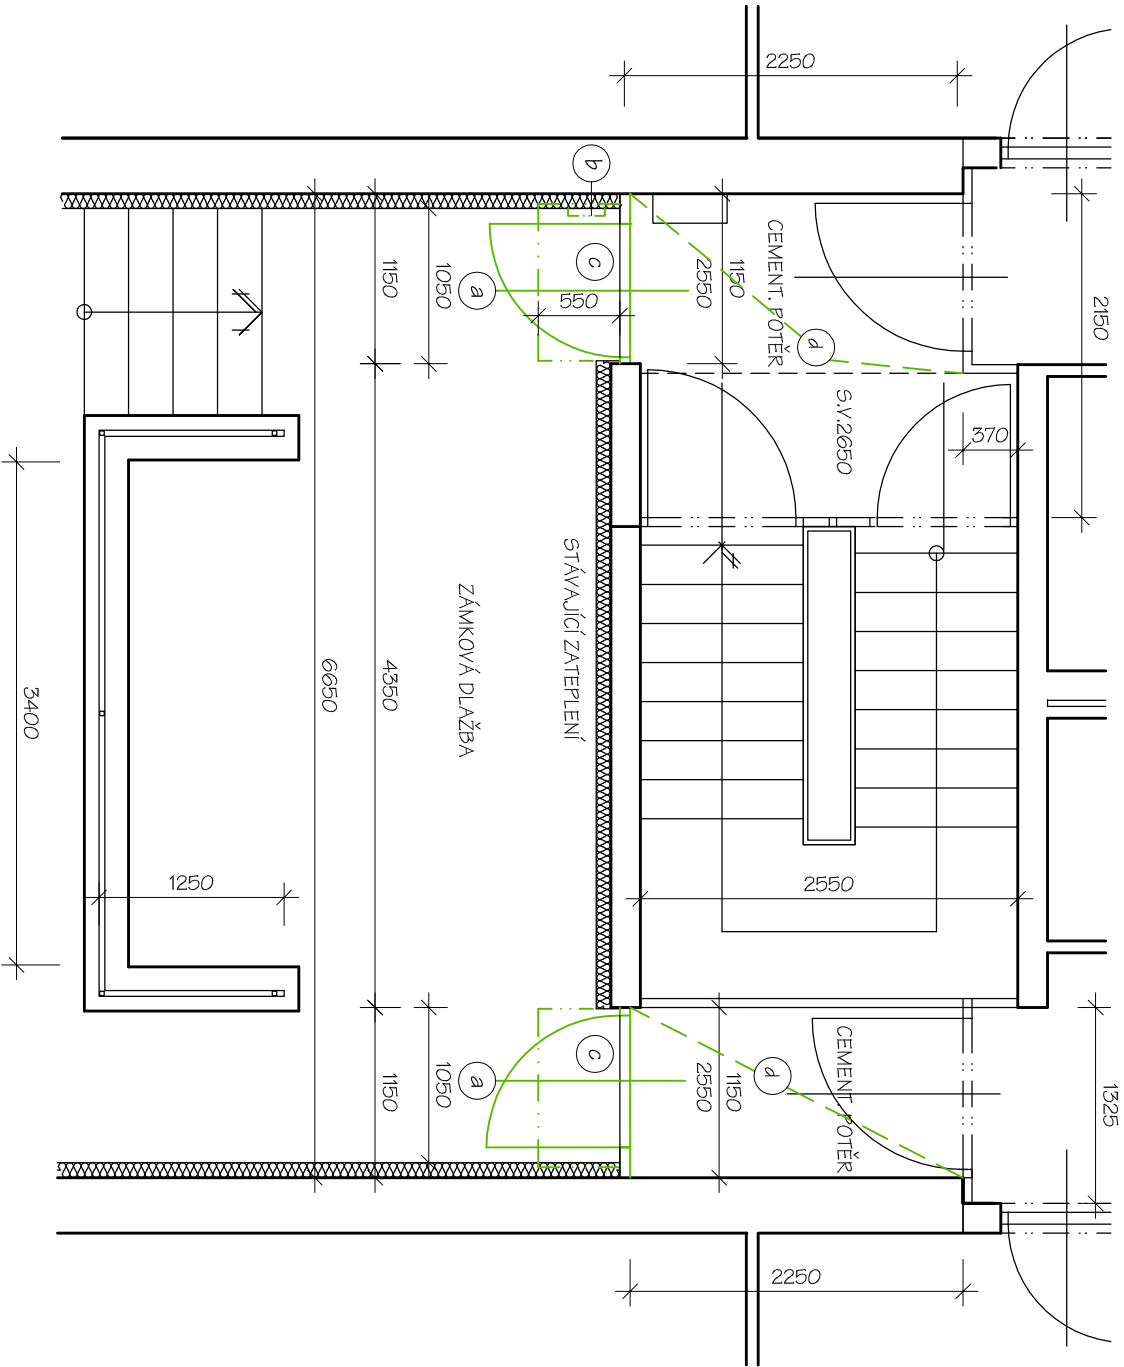 2250
2150
b
c
a
1150
1050
550
1150
2550
CEMENT. POTĚR
d
S.V.2650
370
STÁVAJÍCÍ ZATEPLENÍ
ZÁMKOVÁ DLAŽBA
4350
6650
3400
1250
2550
c
a
1150
1050
1150
2550
CEMENT. POTĚR
d
1325
2250